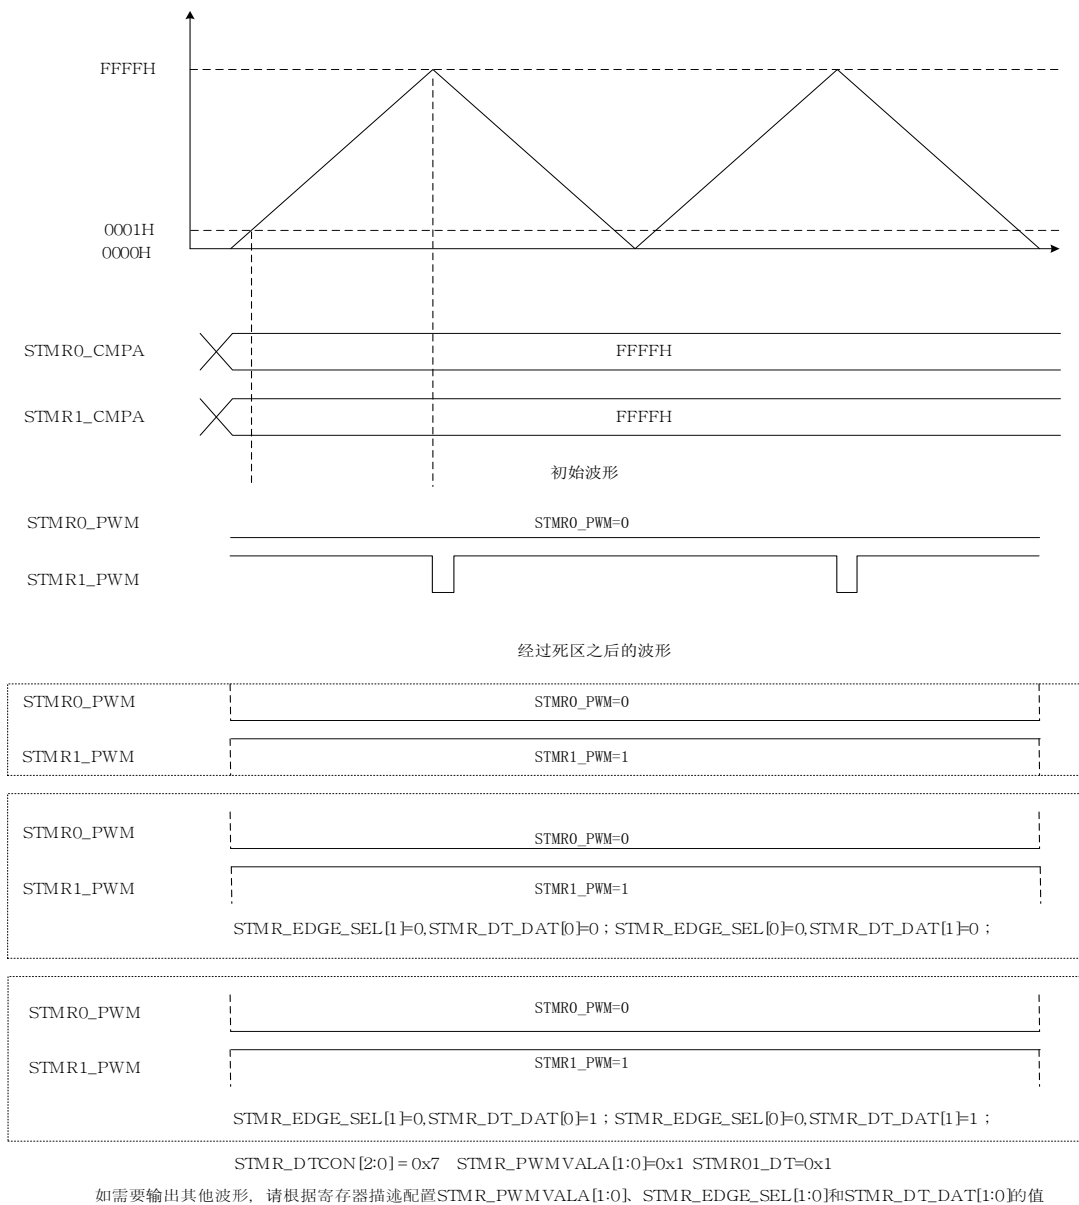 FFFFH
0001H
0000H
STMR0_CMPA
FFFFH
STMR1_CMPA
FFFFH
初始波形
STMR0_PWM
STMR0_PWM=0
STMR1_PWM
经过死区之后的波形
STMR0_PWM
STMR0_PWM=0
STMR1_PWM
STMR1_PWM=1
STMR0_PWM
STMR0_PWM=0
STMR1_PWM
STMR1_PWM=1
STMR_EDGE_SEL[1]=0,STMR_DT_DAT[0]=0；STMR_EDGE_SEL[0]=0,STMR_DT_DAT[1]=0；
STMR0_PWM
STMR0_PWM=0
STMR1_PWM
STMR1_PWM=1
STMR_EDGE_SEL[1]=0,STMR_DT_DAT[0]=1；STMR_EDGE_SEL[0]=0,STMR_DT_DAT[1]=1；
STMR_DTCON[2:0] = 0x7 STMR_PWMVALA[1:0]=0x1 STMR01_DT=0x1
如需要输出其他波形，请根据寄存器描述配置STMR_PWMVALA[1:0]、STMR_EDGE_SEL[1:0]和STMR_DT_DAT[1:0]的值